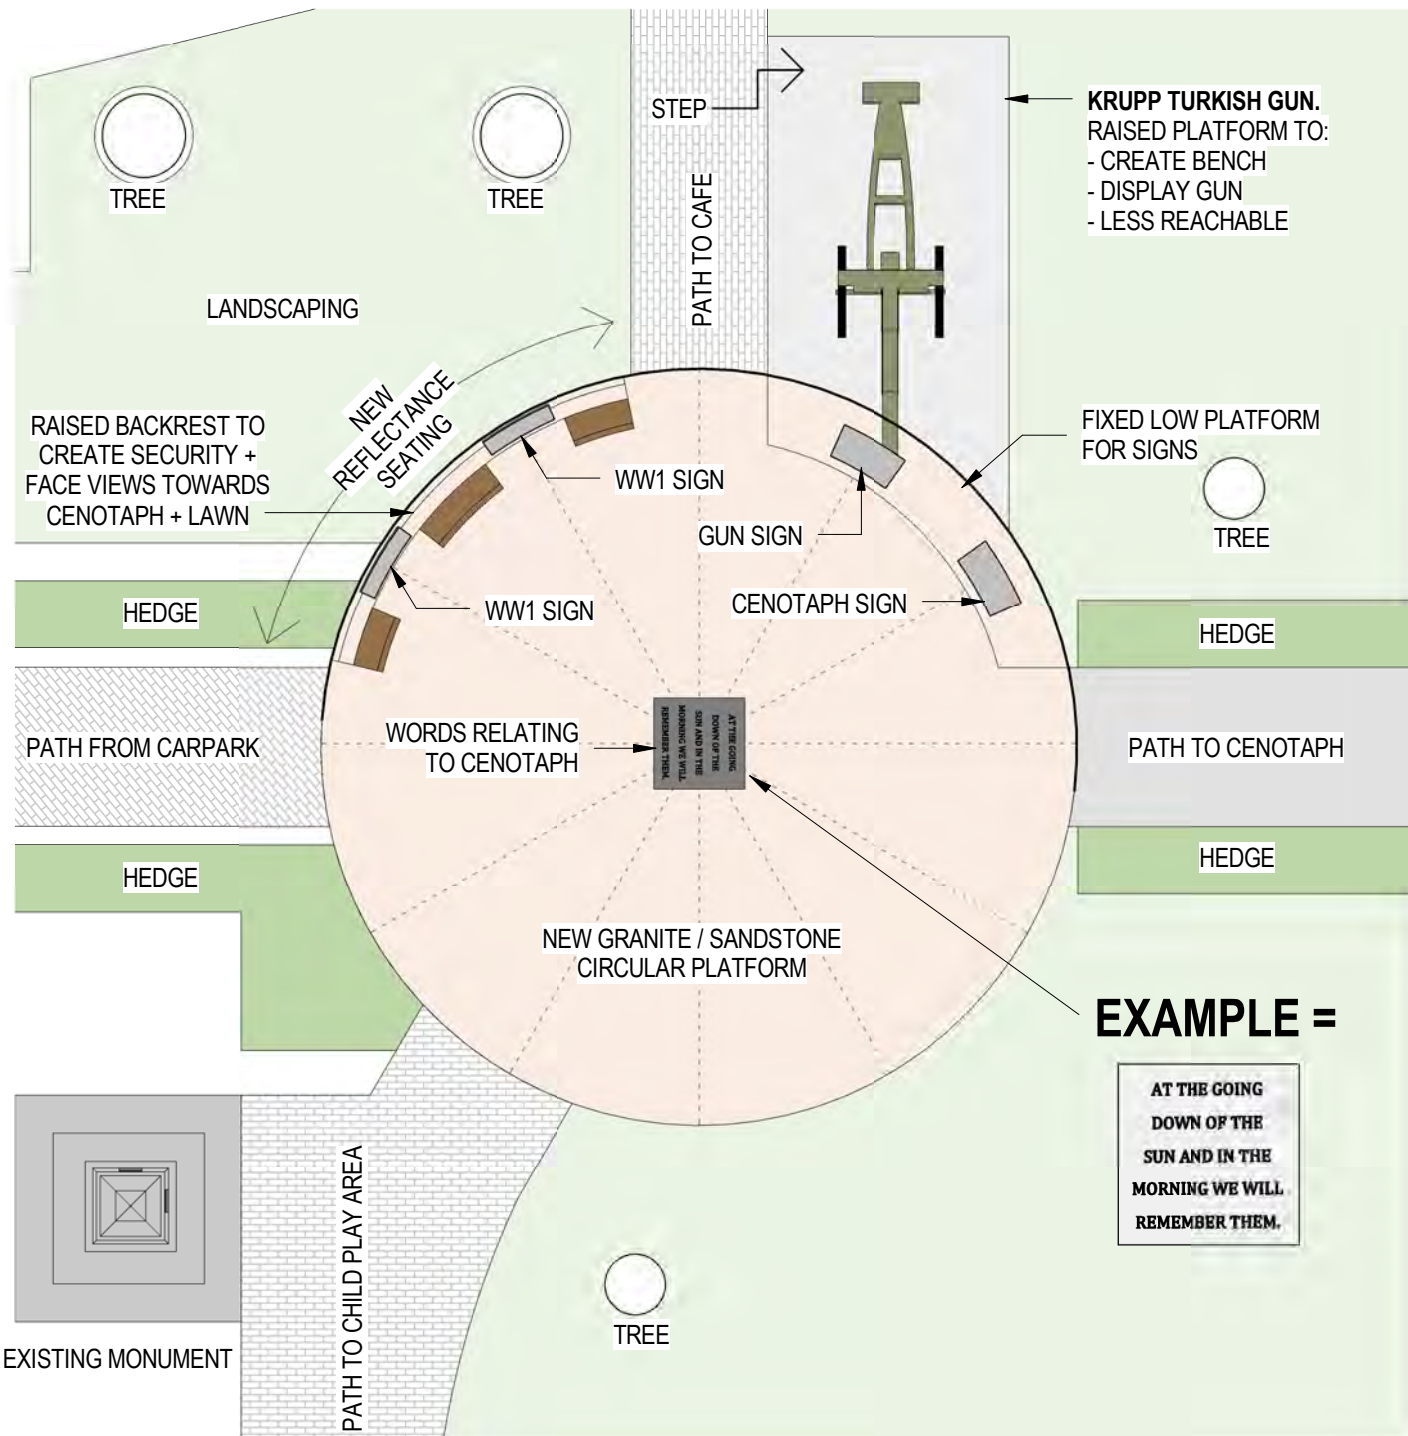 STEP
KRUPP TURKISH GUN.
RAISED PLATFORM TO:
- CREATE BENCH
- DISPLAY GUN
- LESS REACHABLE
TREE
TREE
PATH TO CAFE
LANDSCAPING
NEW
REFLECTANCE
SEATING
RAISED BACKREST TO
CREATE SECURITY +
FACE VIEWS TOWARDS
CENOTAPH + LAWN
FIXED LOW PLATFORM
FOR SIGNS
WW1 SIGN
GUN SIGN
TREE
WW1 SIGN
CENOTAPH SIGN
HEDGE
HEDGE
PATH FROM CARPARK
WORDS RELATING
TO CENOTAPH
AT THE GOING
DOWN OF THE
SUN AND IN THE
MORNING WE WILL
REMEMBER THEM.
PATH TO CENOTAPH
HEDGE
HEDGE
NEW GRANITE / SANDSTONE
CIRCULAR PLATFORM
EXAMPLE =
AT THE GOING
DOWN OF THE
SUN AND IN THE
MORNING WE WILL
REMEMBER THEM.
PATH TO CHILD PLAY AREA
TREE
EXISTING MONUMENT